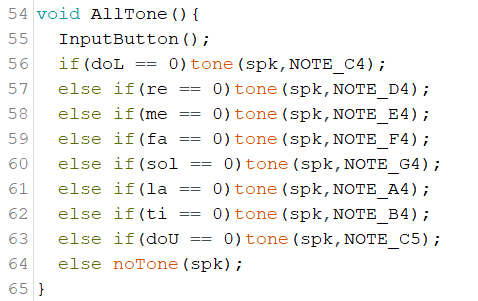 54 void AllTone(){
55   InputButton();
56   if(doL == 0)tone(spk,NOTE_C4);
57   else if(re == 0)tone(spk,NOTE_D4);
58   else if(me == 0)tone(spk,NOTE_E4);
59   else if(fa == 0)tone(spk,NOTE_F4);
60   else if(sol == 0)tone(spk,NOTE_G4);
61   else if(la == 0)tone(spk,NOTE_A4);
62   else if(ti == 0)tone(spk,NOTE_B4);
63   else if(doU == 0)tone(spk,NOTE_C5);
64   else noTone(spk);
65 }